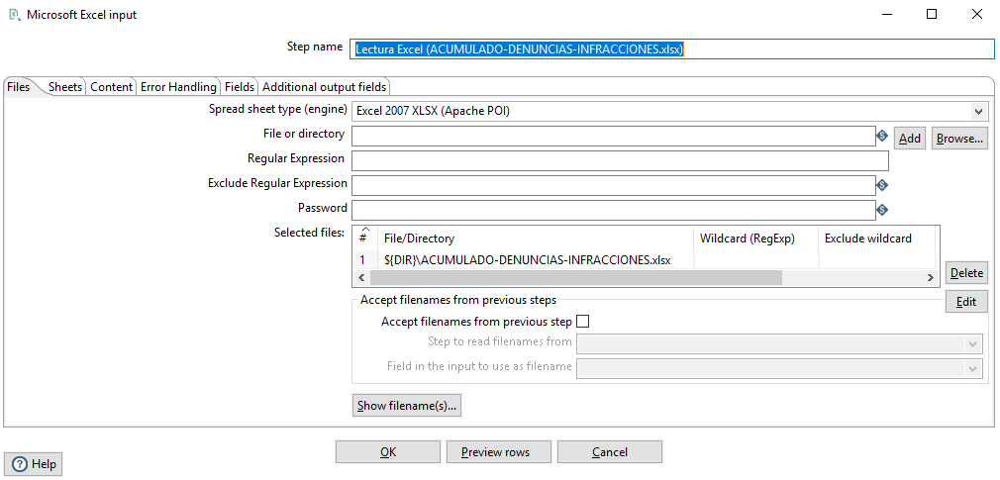 Microsoft Excel input
Step name Lectura Excel (ACUMULADO-DENUNCIAS-INFRACCIONES.xlsx)
Files Sheets Content Error Handling Fields Additional output fields
Spread sheet type (engine) Excel 2007 XLSX (Apache POI)
File or directory Add Browse...
Regular Expression
Exclude Regular Expression
Password
Selected files: # File/Directory Wildcard (RegExp) Exclude wildcard
1 ${DIR}\ACUMULADO-DENUNCIAS-INFRACCIONES.xlsx
Delete
Edit
Accept filenames from previous steps
Accept filenames from previous step
Step to read filenames from
Field in the input to use as filename
Show filename(s)...
OK Preview rows Cancel
Help